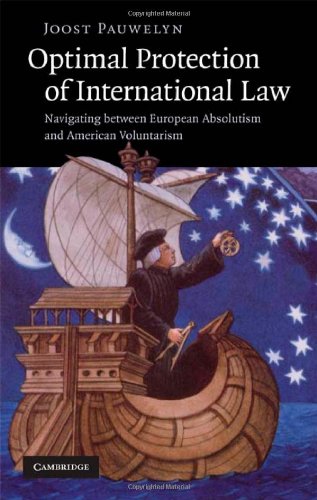 Joost Pauwelyn
Optimal Protection
of International Law
Navigating between European Absolutism
and American Voluntarism
CAMBRIDGE